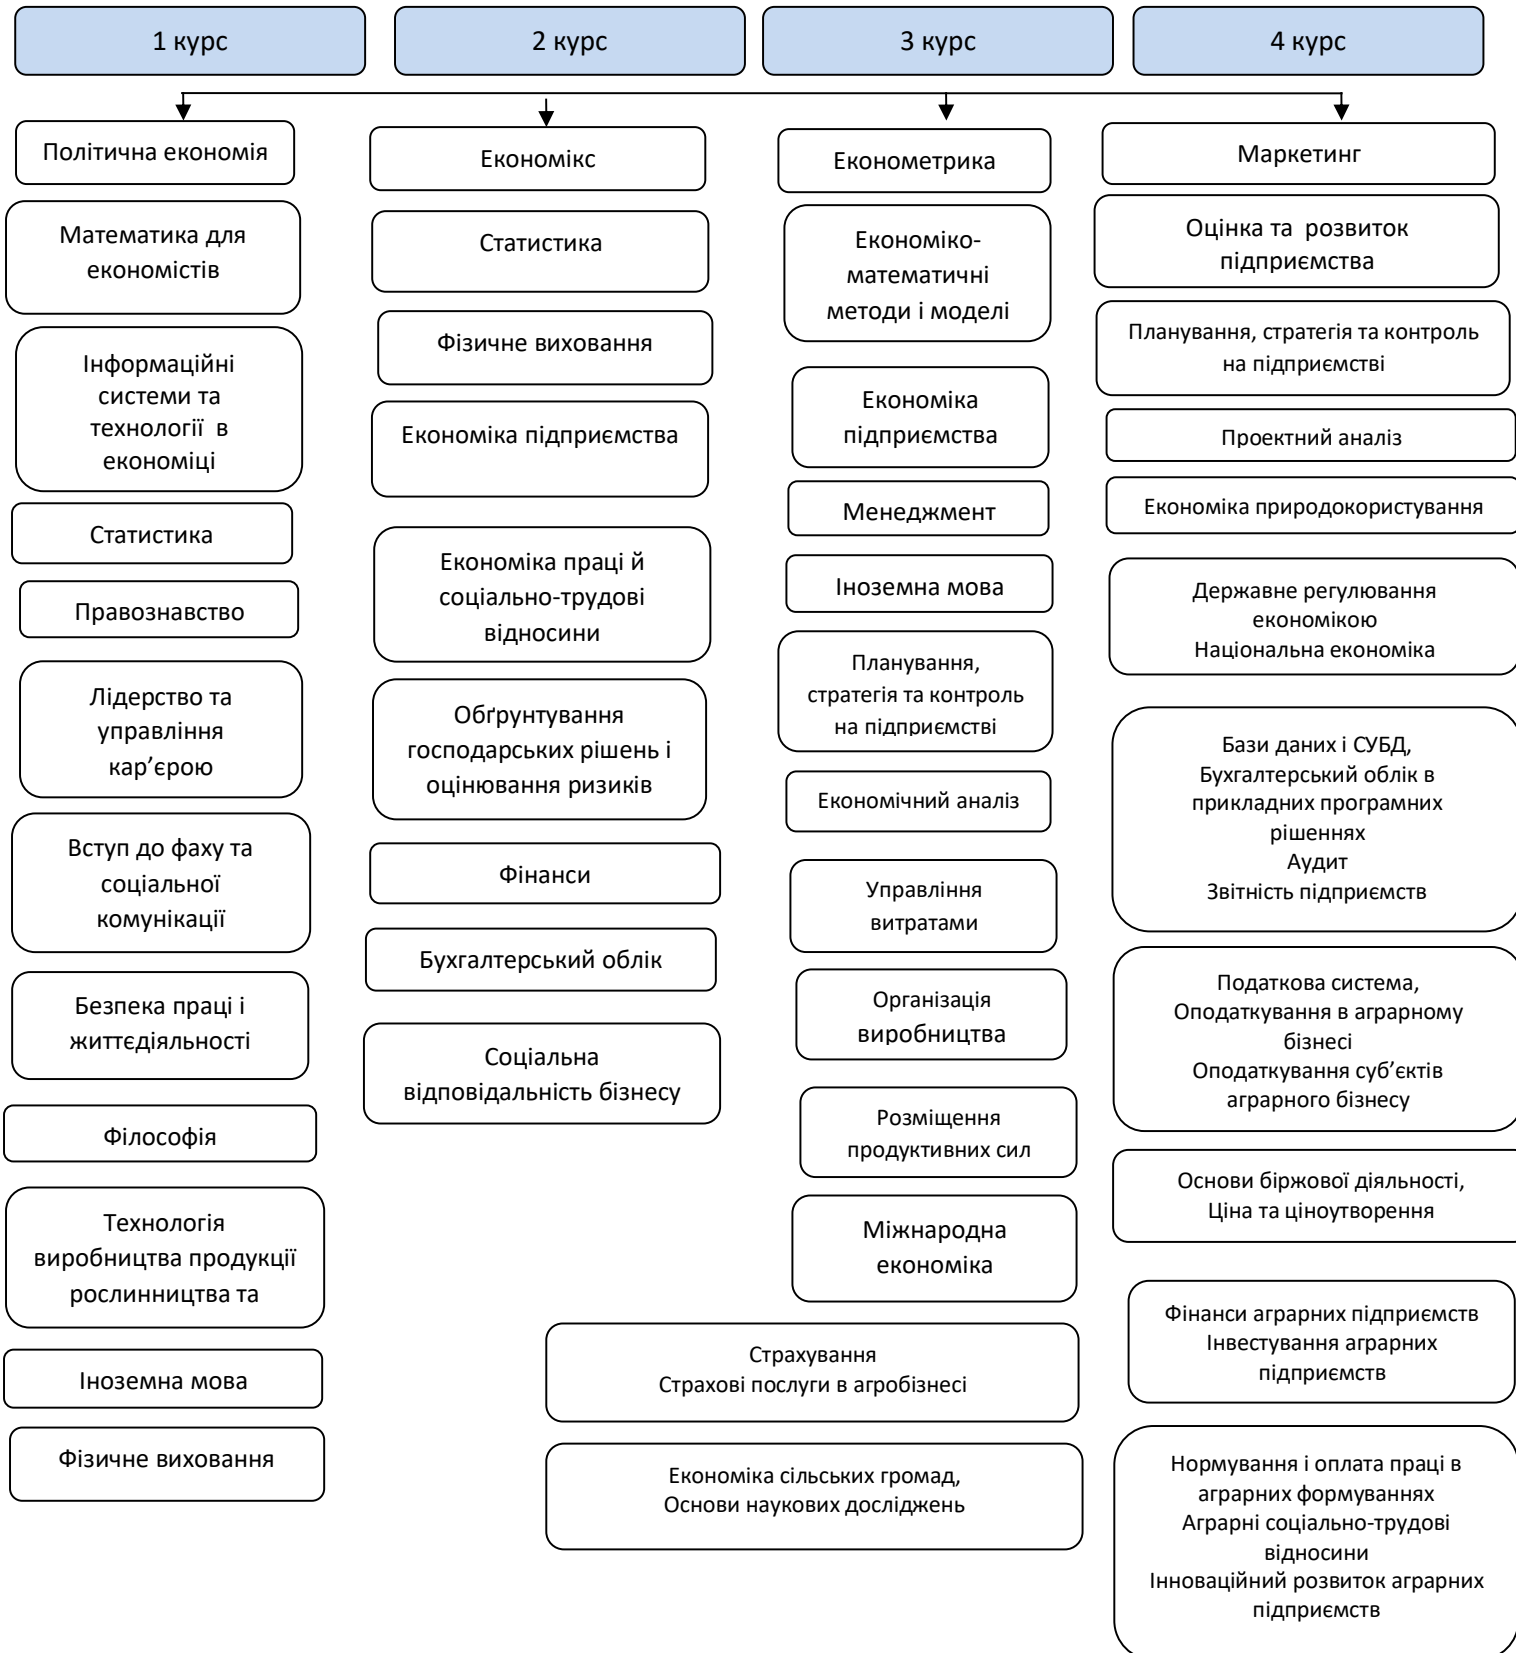 1 курс
2 курс
3 курс
4 курс
Політична економія
Математика для
економістів
Інформаційні
системи та
технології  в
економіці
Статистика
Правознавство
Лідерство та
управління
кар’єрою
Вступ до фаху та
соціальної
комунікації
Безпека праці і
життєдіяльності
Філософія
Технологія
виробництва продукції
рослинництва та
Іноземна мова
Фізичне виховання
Економікс
Статистика
Фізичне виховання
Економіка підприємства
Економіка праці й
соціально-трудові
відносини
Обґрунтування
господарських рішень і
оцінювання ризиків
Фінанси
Бухгалтерський облік
Соціальна
відповідальність бізнесу
Економетрика
Економіко-
математичні
методи і моделі
Економіка
підприємства
Менеджмент
Іноземна мова
Планування,
стратегія та контроль
на підприємстві
Економічний аналіз
Управління
витратами
Організація
виробництва
Розміщення
продуктивних сил
Міжнародна
економіка
Страхування
Страхові послуги в агробізнесі
Економіка сільських громад,
Основи наукових досліджень
Маркетинг
Оцінка та  розвиток
підприємства
Планування, стратегія та контроль
на підприємстві
Проектний аналіз
Економіка природокористування
Державне регулювання
економікою
Національна економіка
Бази даних і СУБД,
Бухгалтерський облік в
прикладних програмних
рішеннях
Аудит
Звітність підприємств
Податкова система,
Оподаткування в аграрному
бізнесі
Оподаткування суб’єктів
аграрного бізнесу
Основи біржової діяльності,
Ціна та ціноутворення
Фінанси аграрних підприємств
Інвестування аграрних
підприємств
Нормування і оплата праці в
аграрних формуваннях
Аграрні соціально-трудові
відносини
Інноваційний розвиток аграрних
підприємств